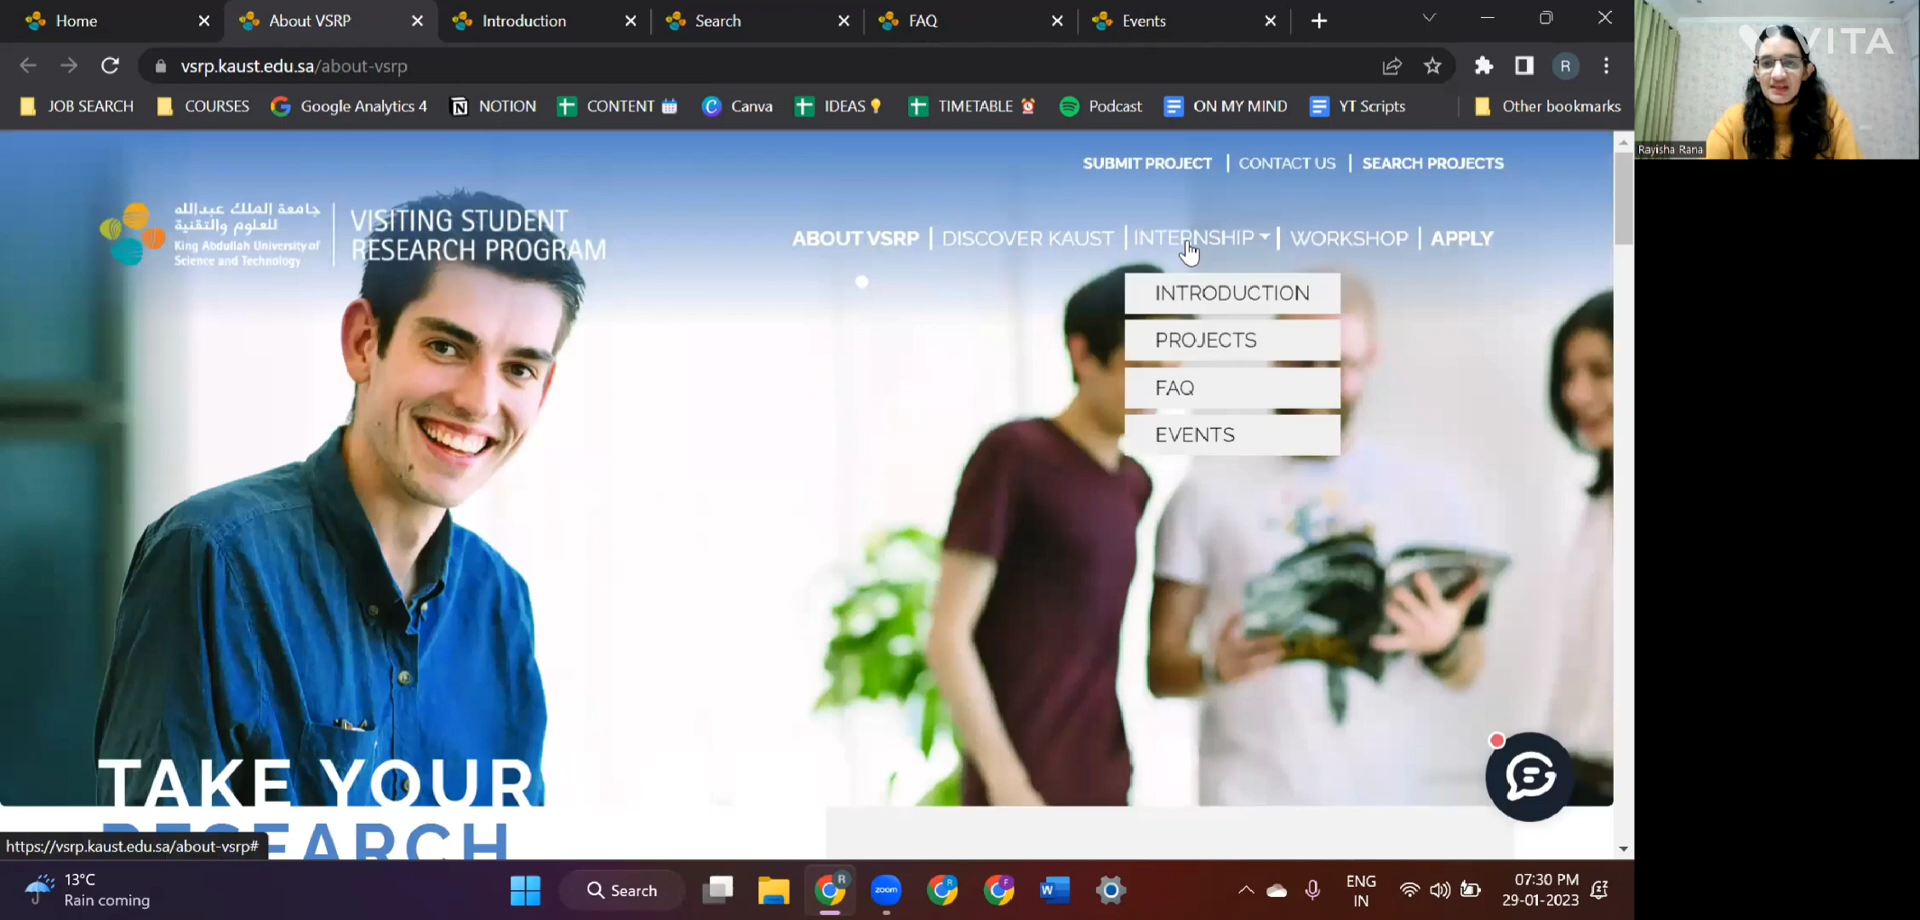 Home
About VSRP
Introduction
Search
FAQ
Events
vsrp.kaust.edu.sa/about-vsrp
R
JOB SEARCH
COURSES
Google Analytics 4
NOTION
CONTENT
Canva
IDEAS
TIMETABLE
Podcast
ON MY MIND
YT Scripts
Other bookmarks
VITA
Rayisha Rana
SUBMIT PROJECT | CONTACT US | SEARCH PROJECTS
جامعة الملك عبدالله
للعلوم والتقنية
King Abdullah University of
Science and Technology
VISITING STUDENT
RESEARCH PROGRAM
ABOUT VSRP | DISCOVER KAUST | INTERNSHIP | WORKSHOP | APPLY
INTRODUCTION
PROJECTS
FAQ
EVENTS
TAKE YOUR
RESEARCH
https://vsrp.kaust.edu.sa/about-vsrp#
13°C
Rain coming
Search
R
zoom
R
F
W
ENG
IN
07:30 PM
29-01-2023